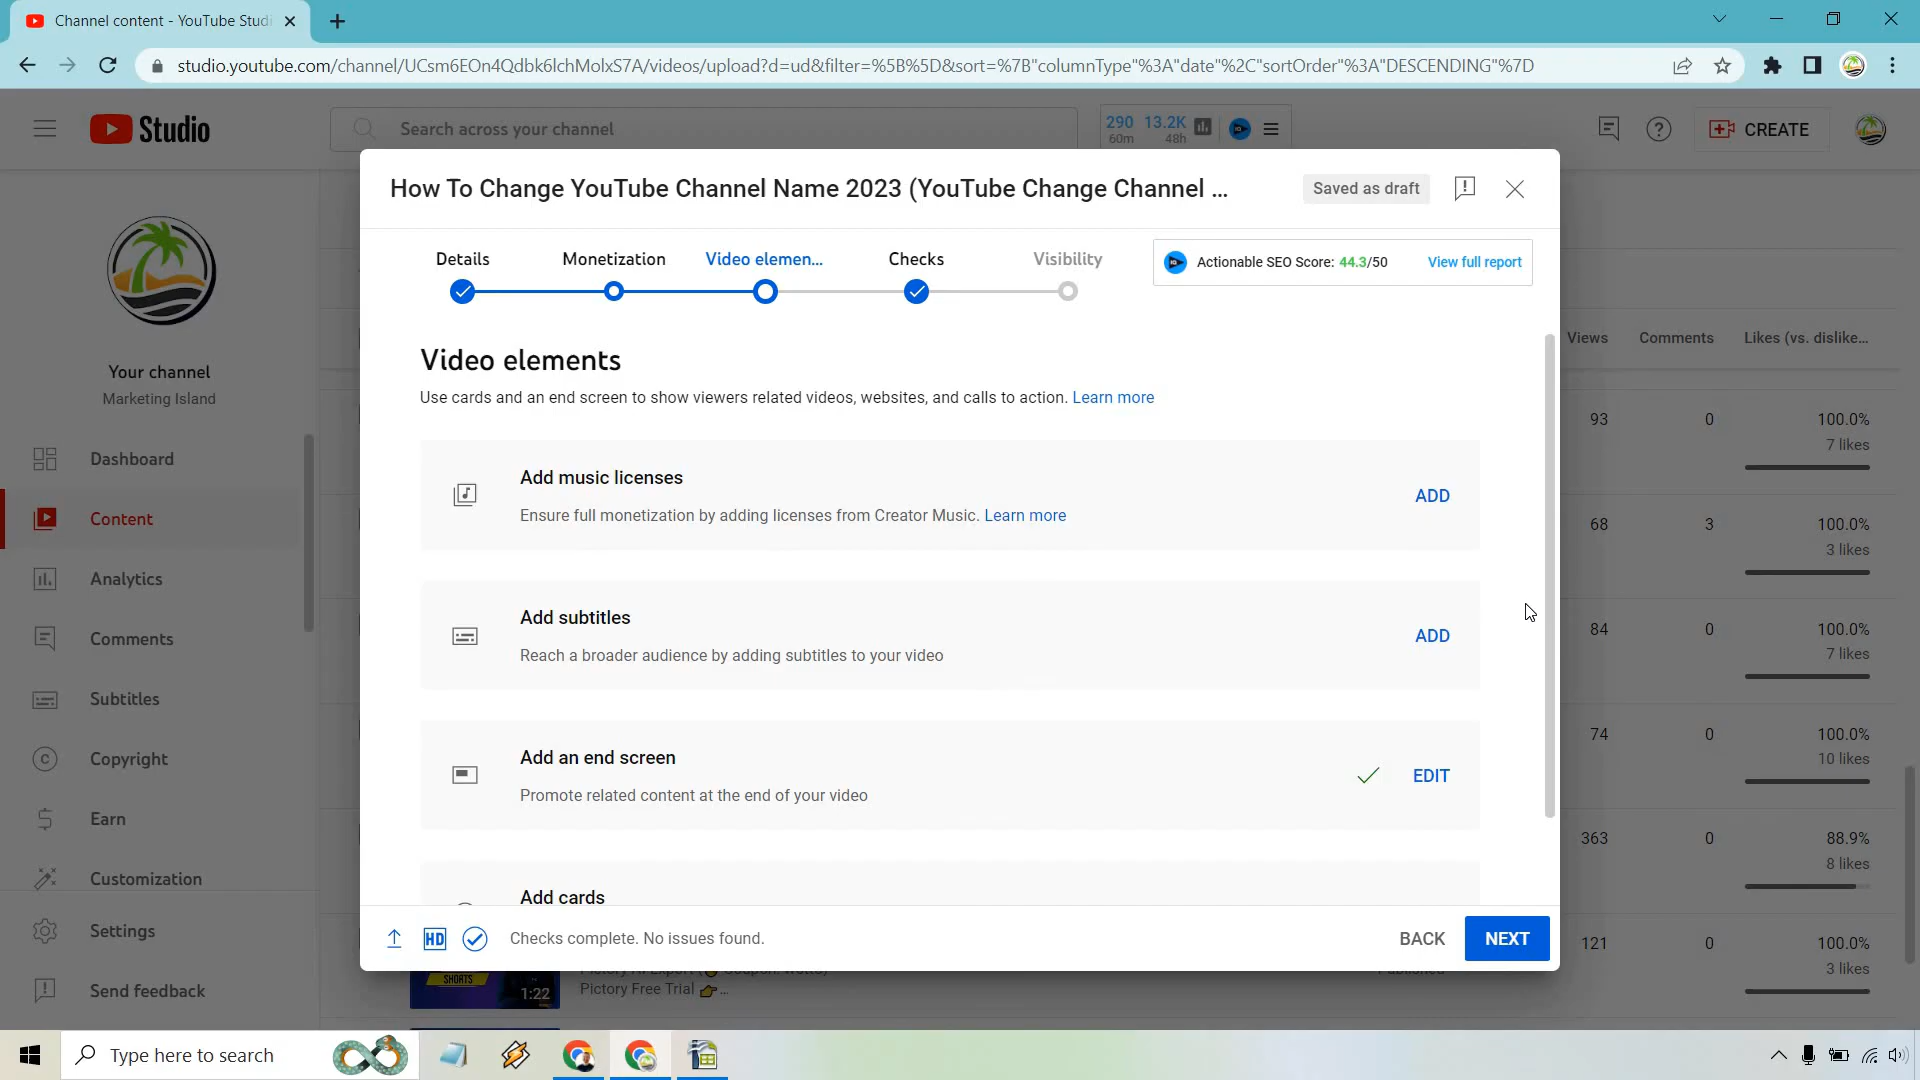 Channel content - YouTube Studi
studio.youtube.com/channel/UCsm6EOn4Qdbk6lchMolxS7A/videos/upload?d=ud&filter=%5B%5D&sort=%7B"columnType"%3A"date"%2C"sortOrder"%3A"DESCENDING"%7D
Studio
Search across your channel
290 13.2K
60m 48h
CREATE
How To Change YouTube Channel Name 2023 (YouTube Change Channel ...
Saved as draft
Details
Monetization
Video elemen...
Checks
Visibility
Actionable SEO Score: 44.3/50
View full report
Video elements
Use cards and an end screen to show viewers related videos, websites, and calls to action. Learn more
Add music licenses
Ensure full monetization by adding licenses from Creator Music. Learn more
ADD
Add subtitles
Reach a broader audience by adding subtitles to your video
ADD
Add an end screen
Promote related content at the end of your video
EDIT
Add cards
HD
Checks complete. No issues found.
BACK
NEXT
Your channel
Marketing Island
Dashboard
Content
Analytics
Comments
Subtitles
Copyright
Earn
Customization
Settings
Send feedback
Views Comments Likes (vs. dislike...
93 0 100.0%
7 likes
68 3 100.0%
3 likes
84 0 100.0%
7 likes
74 0 100.0%
10 likes
363 0 88.9%
8 likes
121 0 100.0%
3 likes
SHORTS
1:22
Pictory Free Trial 👉 ...
Type here to search